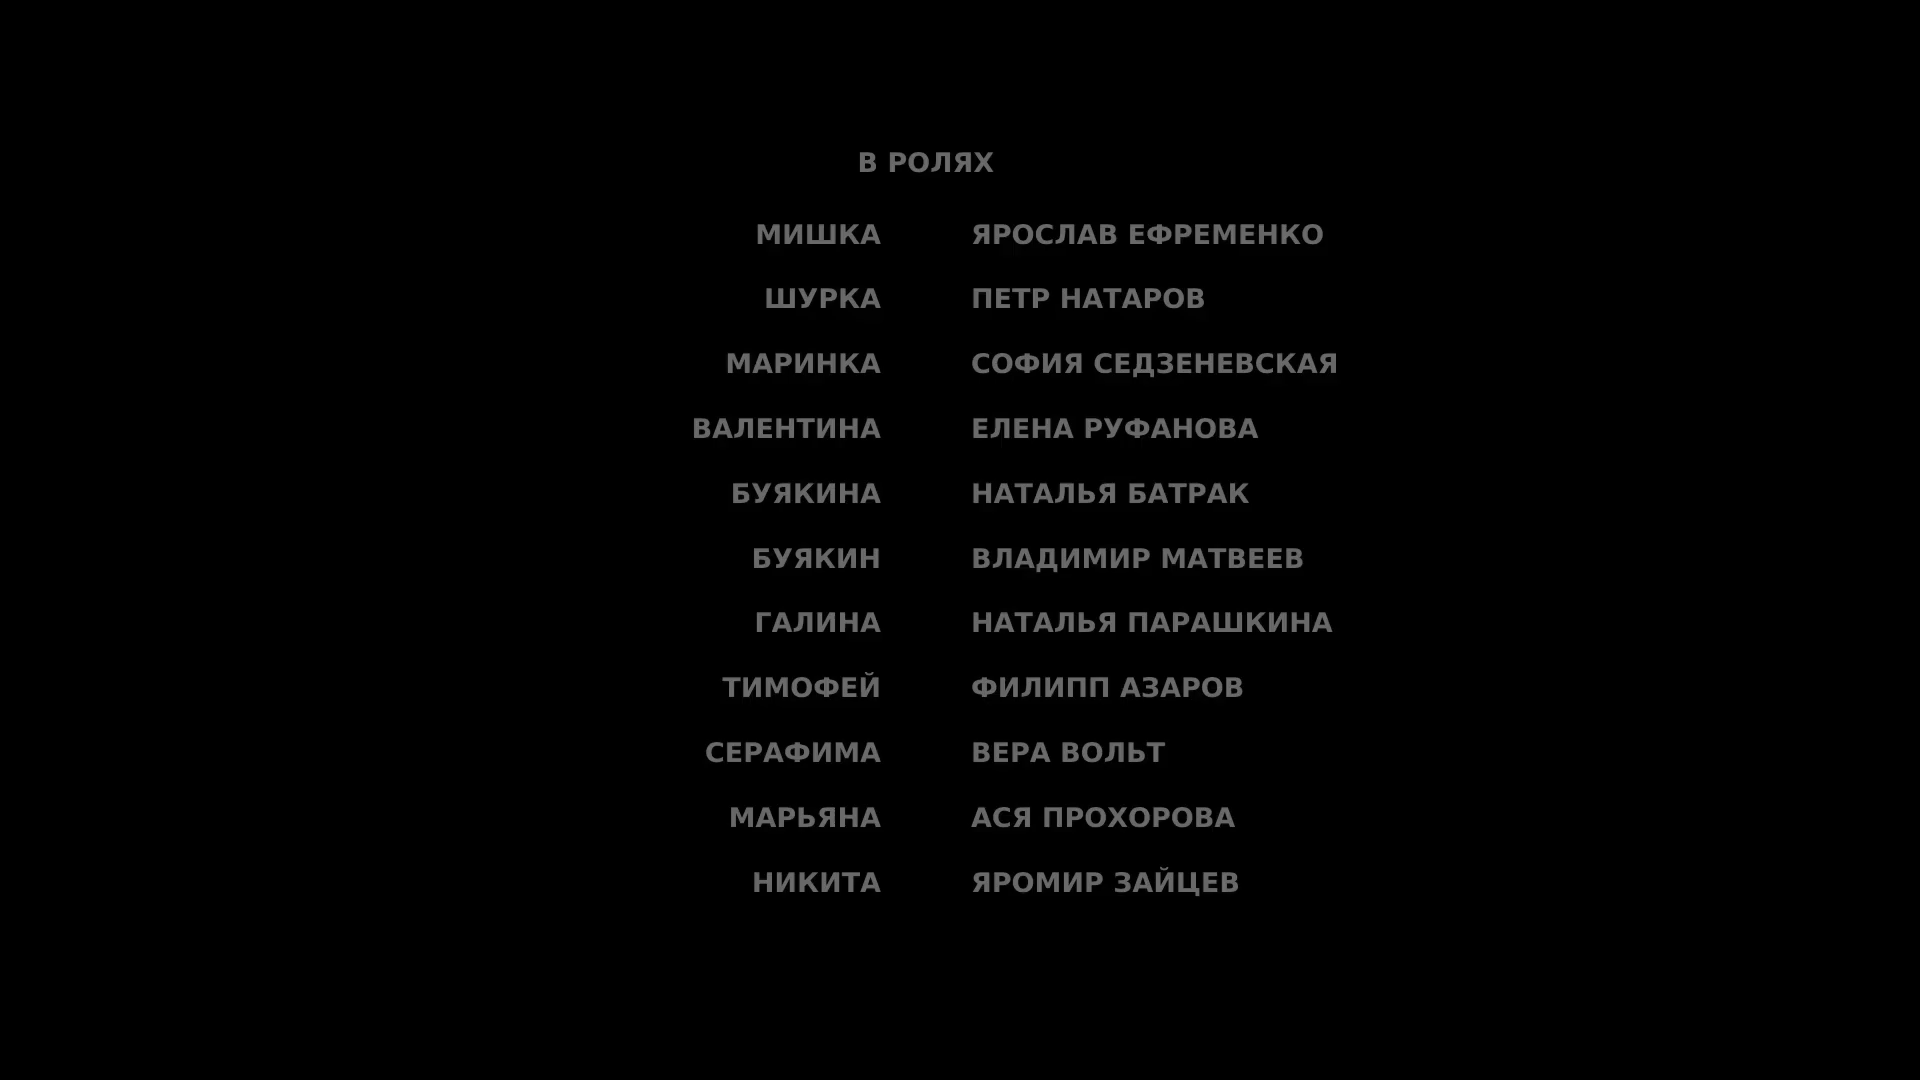 В РОЛЯХ
МИШКА ЯРОСЛАВ ЕФРЕМЕНКО
ШУРКА ПЕТР НАТАРОВ
МАРИНКА СОФИЯ СЕДЗЕНЕВСКАЯ
ВАЛЕНТИНА ЕЛЕНА РУФАНОВА
БУЯКИНА НАТАЛЬЯ БАТРАК
БУЯКИН ВЛАДИМИР МАТВЕЕВ
ГАЛИНА НАТАЛЬЯ ПАРАШКИНА
ТИМОФЕЙ ФИЛИПП АЗАРОВ
СЕРАФИМА ВЕРА ВОЛЬТ
МАРЬЯНА АСЯ ПРОХОРОВА
НИКИТА ЯРОМИР ЗАЙЦЕВ